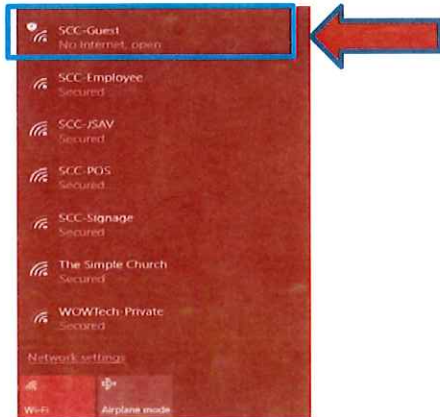 SCC-Guest
No Internet, open
SCC-Employee
Secured
SCC-JSAV
Secured
SCC-POS
Secured
SCC-Signage
Secured
The Simple Church
Secured
WOWTech-Private
Secured
Network settings
Wi-Fi
Airplane mode